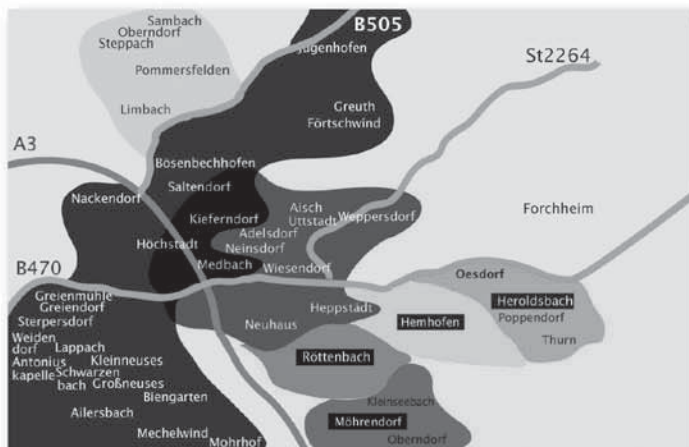 Sambach
Oberndorf
Steppach
Pommersfelden
Limbach
B505
Jugenhofen
St2264
Greuth
Förtschwind
A3
Bösenbechhofen
Saltendorf
Nackendorf
Kieferndorf
Aisch
Uttstadt
Weppersdorf
Forchheim
Adelsdorf
Höchstadt
Neinsdorf
Medbach
Wiesendorf
B470
Oesdorf
Greienmühle
Greiendorf
Sterpersdorf
Heppstädt
Heroldsbach
Poppendorf
Neuhaus
Hemhofen
Thurn
Weiden
dorf
Lappach
Antonius
kapelle
Kleinneuses
Schwarzen
bach
Großneuses
Röttenbach
Biengarten
Ailersbach
Kleinseebach
Möhrendorf
Mechelwind
Mohrhof
Oberndorf